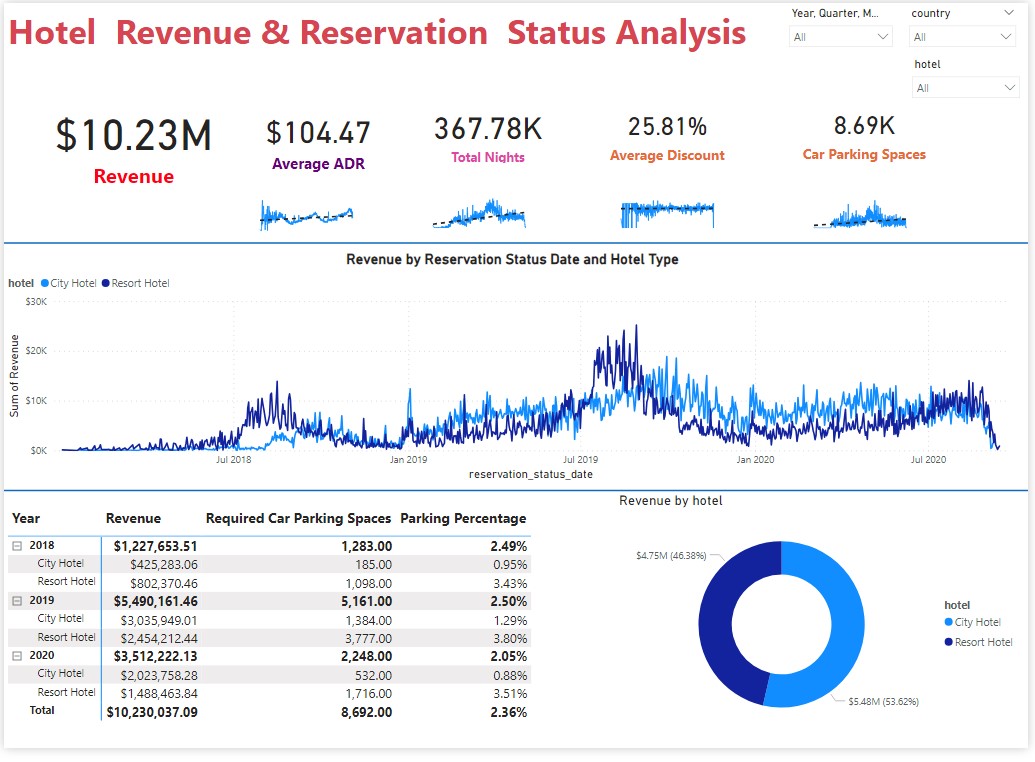 Hotel Revenue & Reservation Status Analysis
Year, Quarter, M...
All
country
All
hotel
All
$10.23M
Revenue
$104.47
Average ADR
367.78K
Total Nights
25.81%
Average Discount
8.69K
Car Parking Spaces
Revenue by Reservation Status Date and Hotel Type
hotel City Hotel Resort Hotel
Sum of Revenue
$30K
$20K
$10K
$0K
Jul 2018 Jan 2019 Jul 2019 Jan 2020 Jul 2020
reservation_status_date
Year Revenue Required Car Parking Spaces Parking Percentage
2018 $1,227,653.51 1,283.00 2.49%
City Hotel $425,283.06 185.00 0.95%
Resort Hotel $802,370.46 1,098.00 3.43%
2019 $5,490,161.46 5,161.00 2.50%
City Hotel $3,035,949.01 1,384.00 1.29%
Resort Hotel $2,454,212.44 3,777.00 3.80%
2020 $3,512,222.13 2,248.00 2.05%
City Hotel $2,023,758.28 532.00 0.88%
Resort Hotel $1,488,463.84 1,716.00 3.51%
Total $10,230,037.09 8,692.00 2.36%
Revenue by hotel
$4.75M (46.38%)
$5.48M (53.62%)
hotel
City Hotel
Resort Hotel